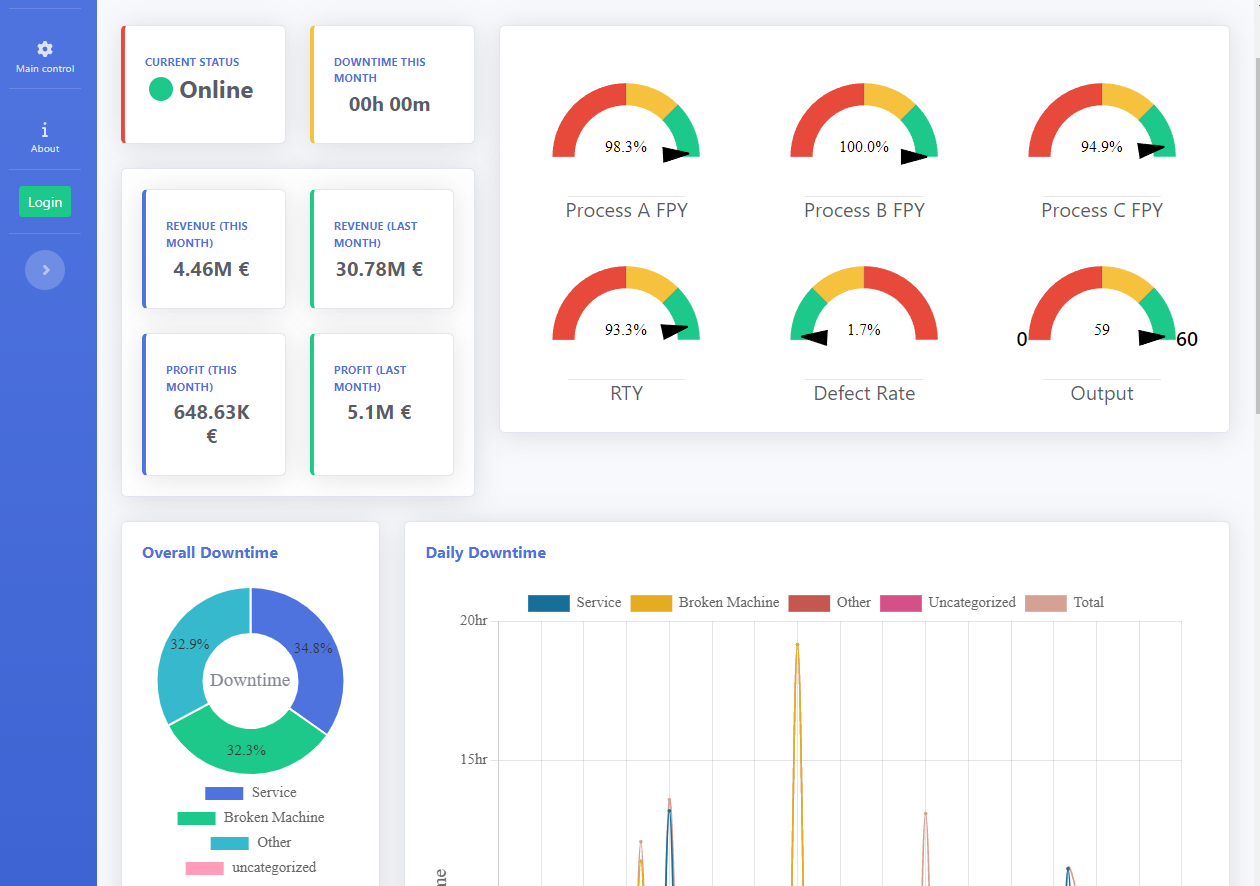 Main control
About
Login
CURRENT STATUS
Online
DOWNTIME THIS
MONTH
00h 00m
REVENUE (THIS
MONTH)
4.46M €
REVENUE (LAST
MONTH)
30.78M €
PROFIT (THIS
MONTH)
648.63K
€
PROFIT (LAST
MONTH)
5.1M €
98.3%
100.0%
94.9%
Process A FPY
Process B FPY
Process C FPY
93.3%
1.7%
0
59
60
RTY
Defect Rate
Output
Overall Downtime
32.9%
34.8%
Downtime
32.3%
Service
Broken Machine
Other
uncategorized
Daily Downtime
Service Broken Machine Other Uncategorized Total
20hr
15hr